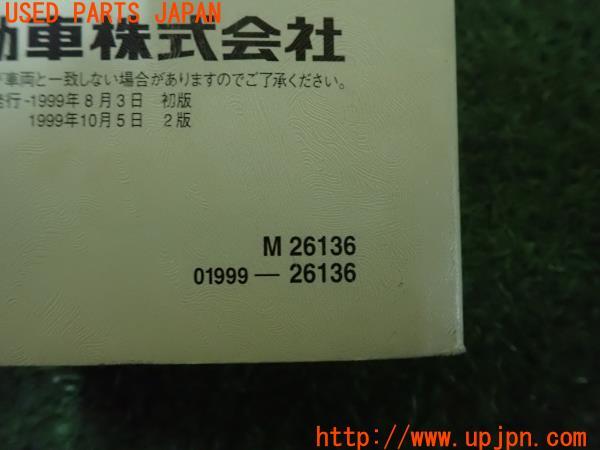 USED PARTS JAPAN
動車株式会社
車両と一致しない場合がありますのでご了承ください。
発行-1999年8月3日 初版
1999年10月5日 2版
M 26136
01999 — 26136
http://www.upjpn.com/